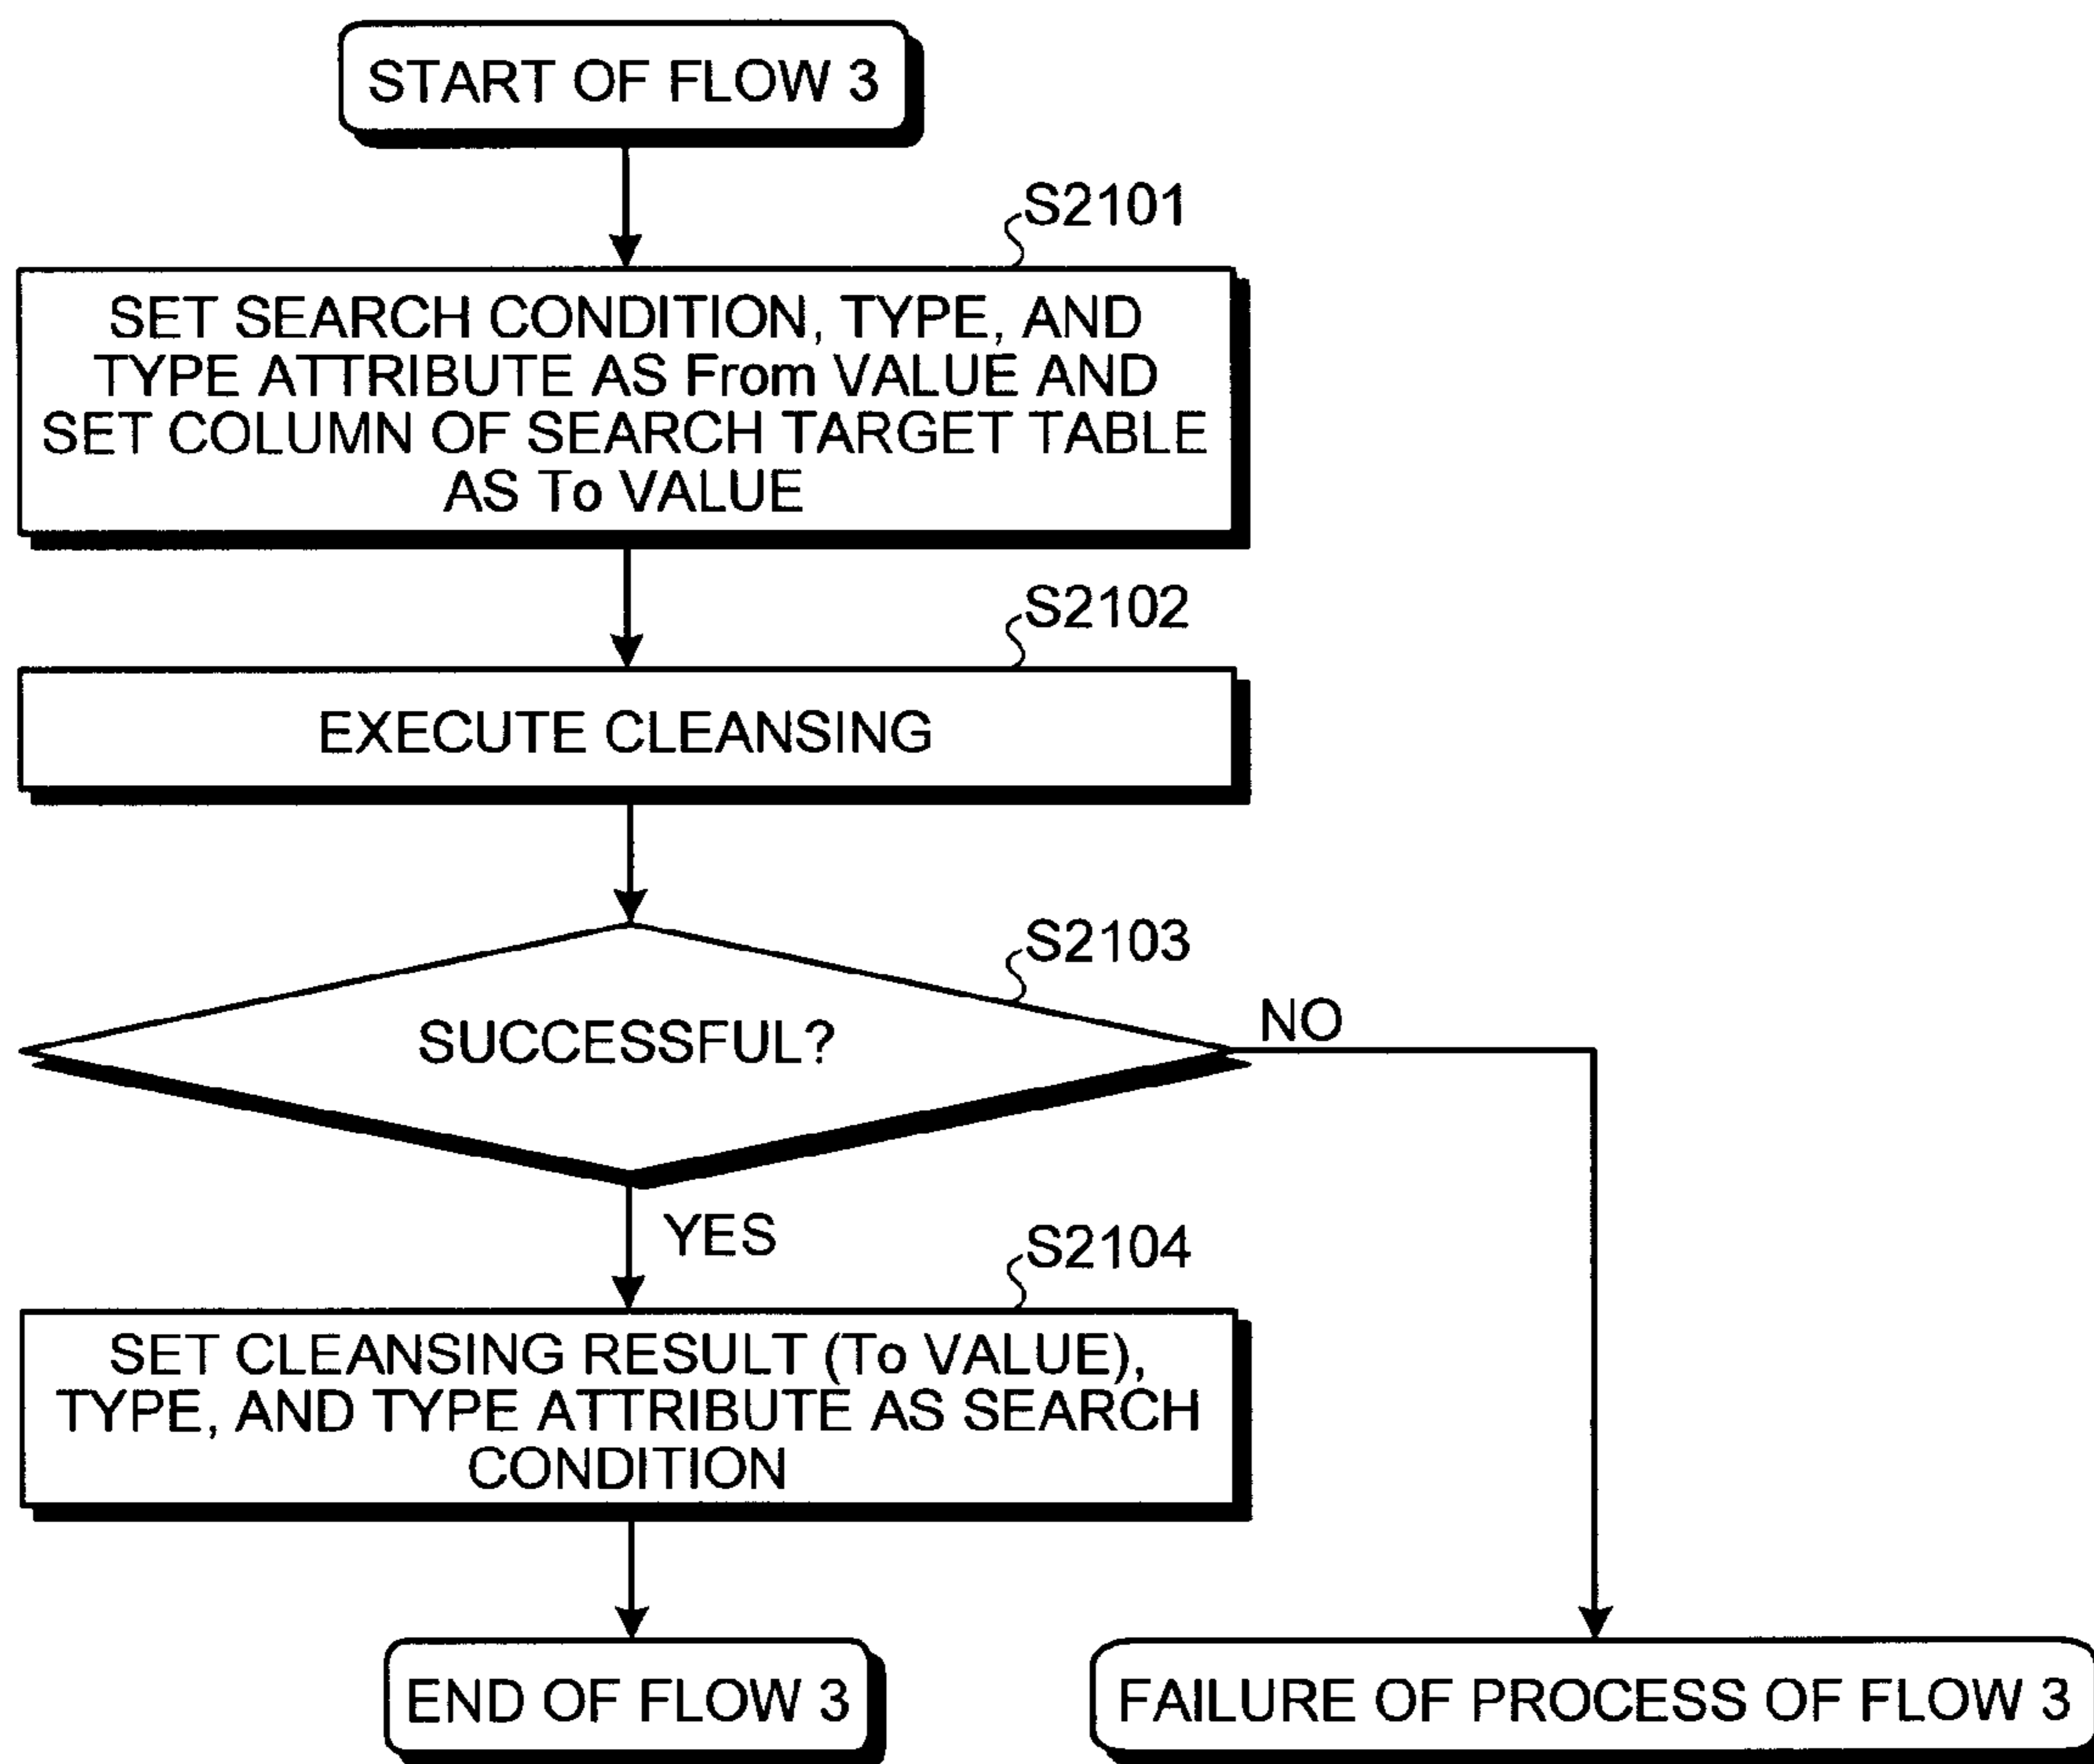 START OF FLOW 3
S2101
SET SEARCH CONDITION, TYPE, AND
TYPE ATTRIBUTE AS From VALUE AND
SET COLUMN OF SEARCH TARGET TABLE
AS To VALUE
S2102
EXECUTE CLEANSING
S2103
SUCCESSFUL?
NO
YES
S2104
SET CLEANSING RESULT (To VALUE),
TYPE, AND TYPE ATTRIBUTE AS SEARCH
CONDITION
END OF FLOW 3
FAILURE OF PROCESS OF FLOW 3